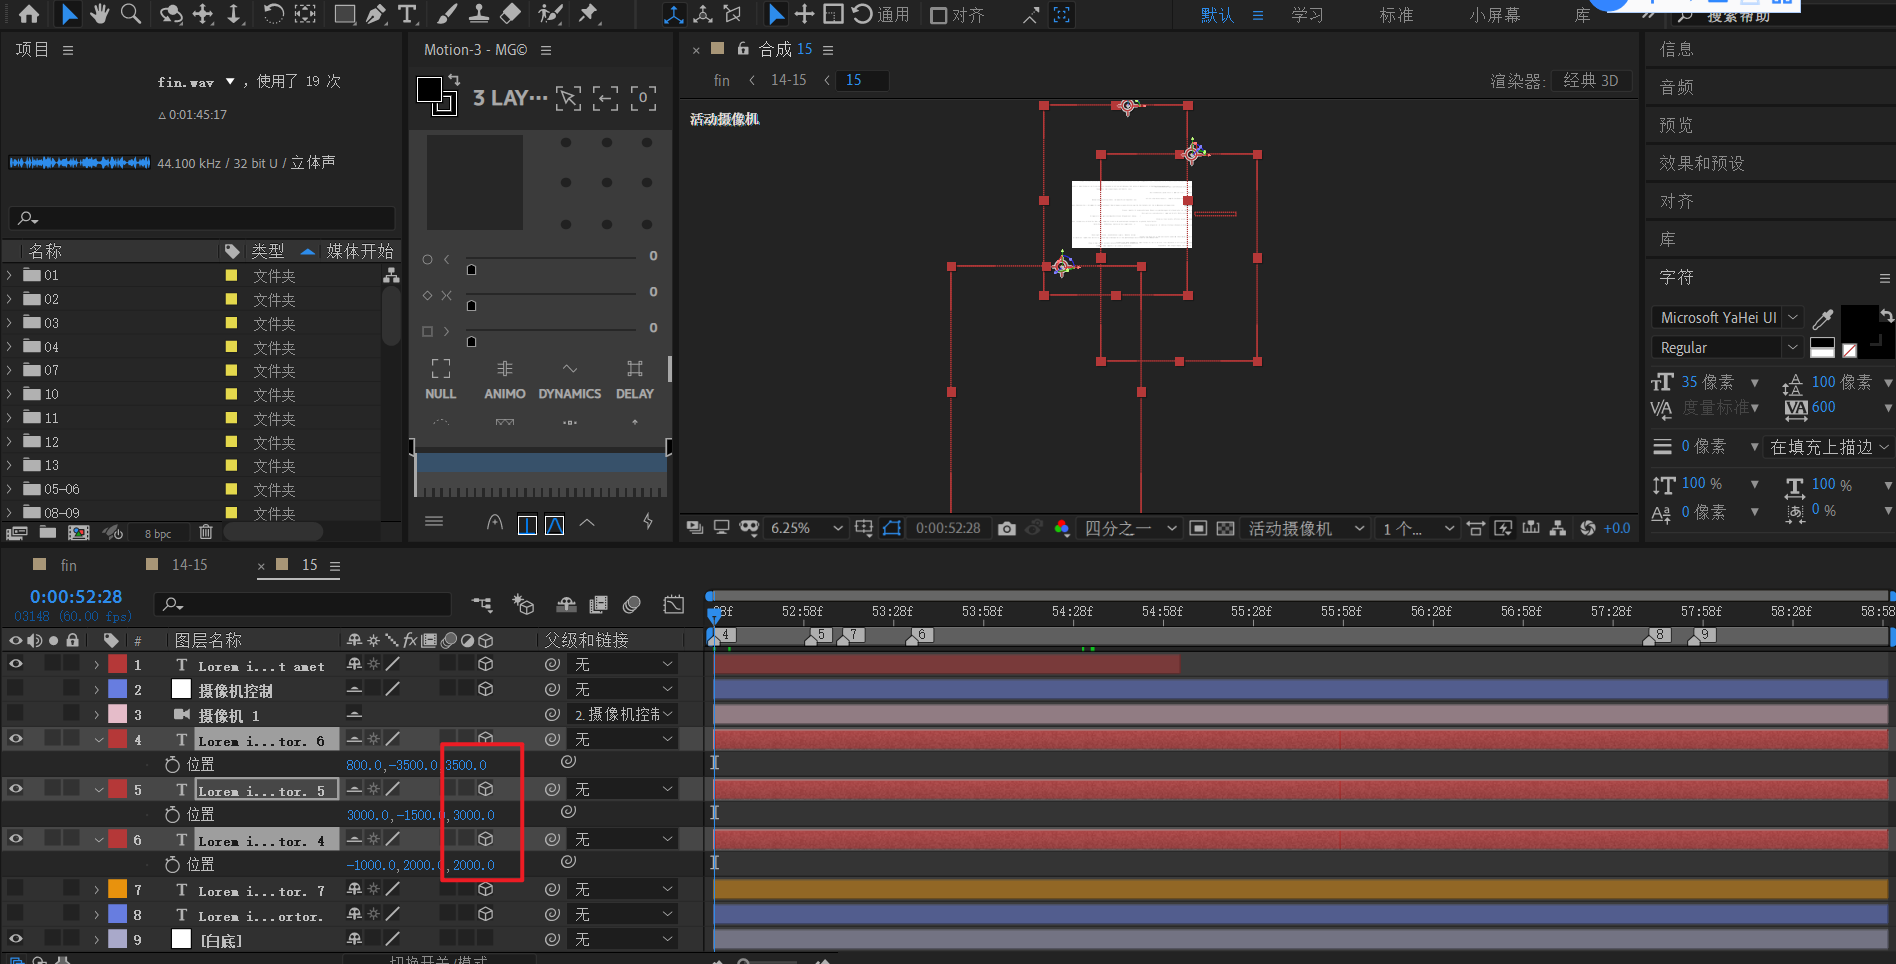 通用
对齐
默认
学习
标准
小屏幕
库
搜索帮助
项目
fin.wav ，使用了 19 次
△ 0:01:45:17
44.100 kHz / 32 bit U / 立体声
名称 类型 媒体开始
01 文件夹
02 文件夹
03 文件夹
04 文件夹
07 文件夹
10 文件夹
11 文件夹
12 文件夹
13 文件夹
05-06 文件夹
08-09 文件夹
8 bpc
Motion-3 - MG©
3 LAY···
0
0
0
0
NULL ANIMO DYNAMICS DELAY
合成 15
fin < 14-15 < 15
渲染器: 经典 3D
活动摄像机
6.25% 0:00:52:28 四分之一 活动摄像机 1 个... +0.0
信息
音频
预览
效果和预设
对齐
库
字符
Microsoft YaHei UI
Regular
35 像素 100 像素
度量标准 600
0 像素 在填充上描边
100 % 100 %
0 像素 0 %
fin 14-15 15
0:00:52:28
03148 (60.00 fps)
# 图层名称 父级和链接
28f 52:58f 53:28f 53:58f 54:28f 54:58f 55:28f 55:58f 56:28f 56:58f 57:28f 57:58f 58:28f 58:58
4 5 7 6 8 9
1 T Lorem i...t amet 无
2 摄像机控制 无
3 摄像机 1 2. 摄像机控制
4 T Lorem i...tor. 6 无
位置 800.0,-3500.0,3500.0
5 T Lorem i...tor. 5 无
位置 3000.0,-1500.0,3000.0
6 T Lorem i...tor. 4 无
位置 -1000.0,2000.0,2000.0
7 T Lorem i...tor. 7 无
8 T Lorem i...ortor. 无
9 [白底] 无
切换开关/模式